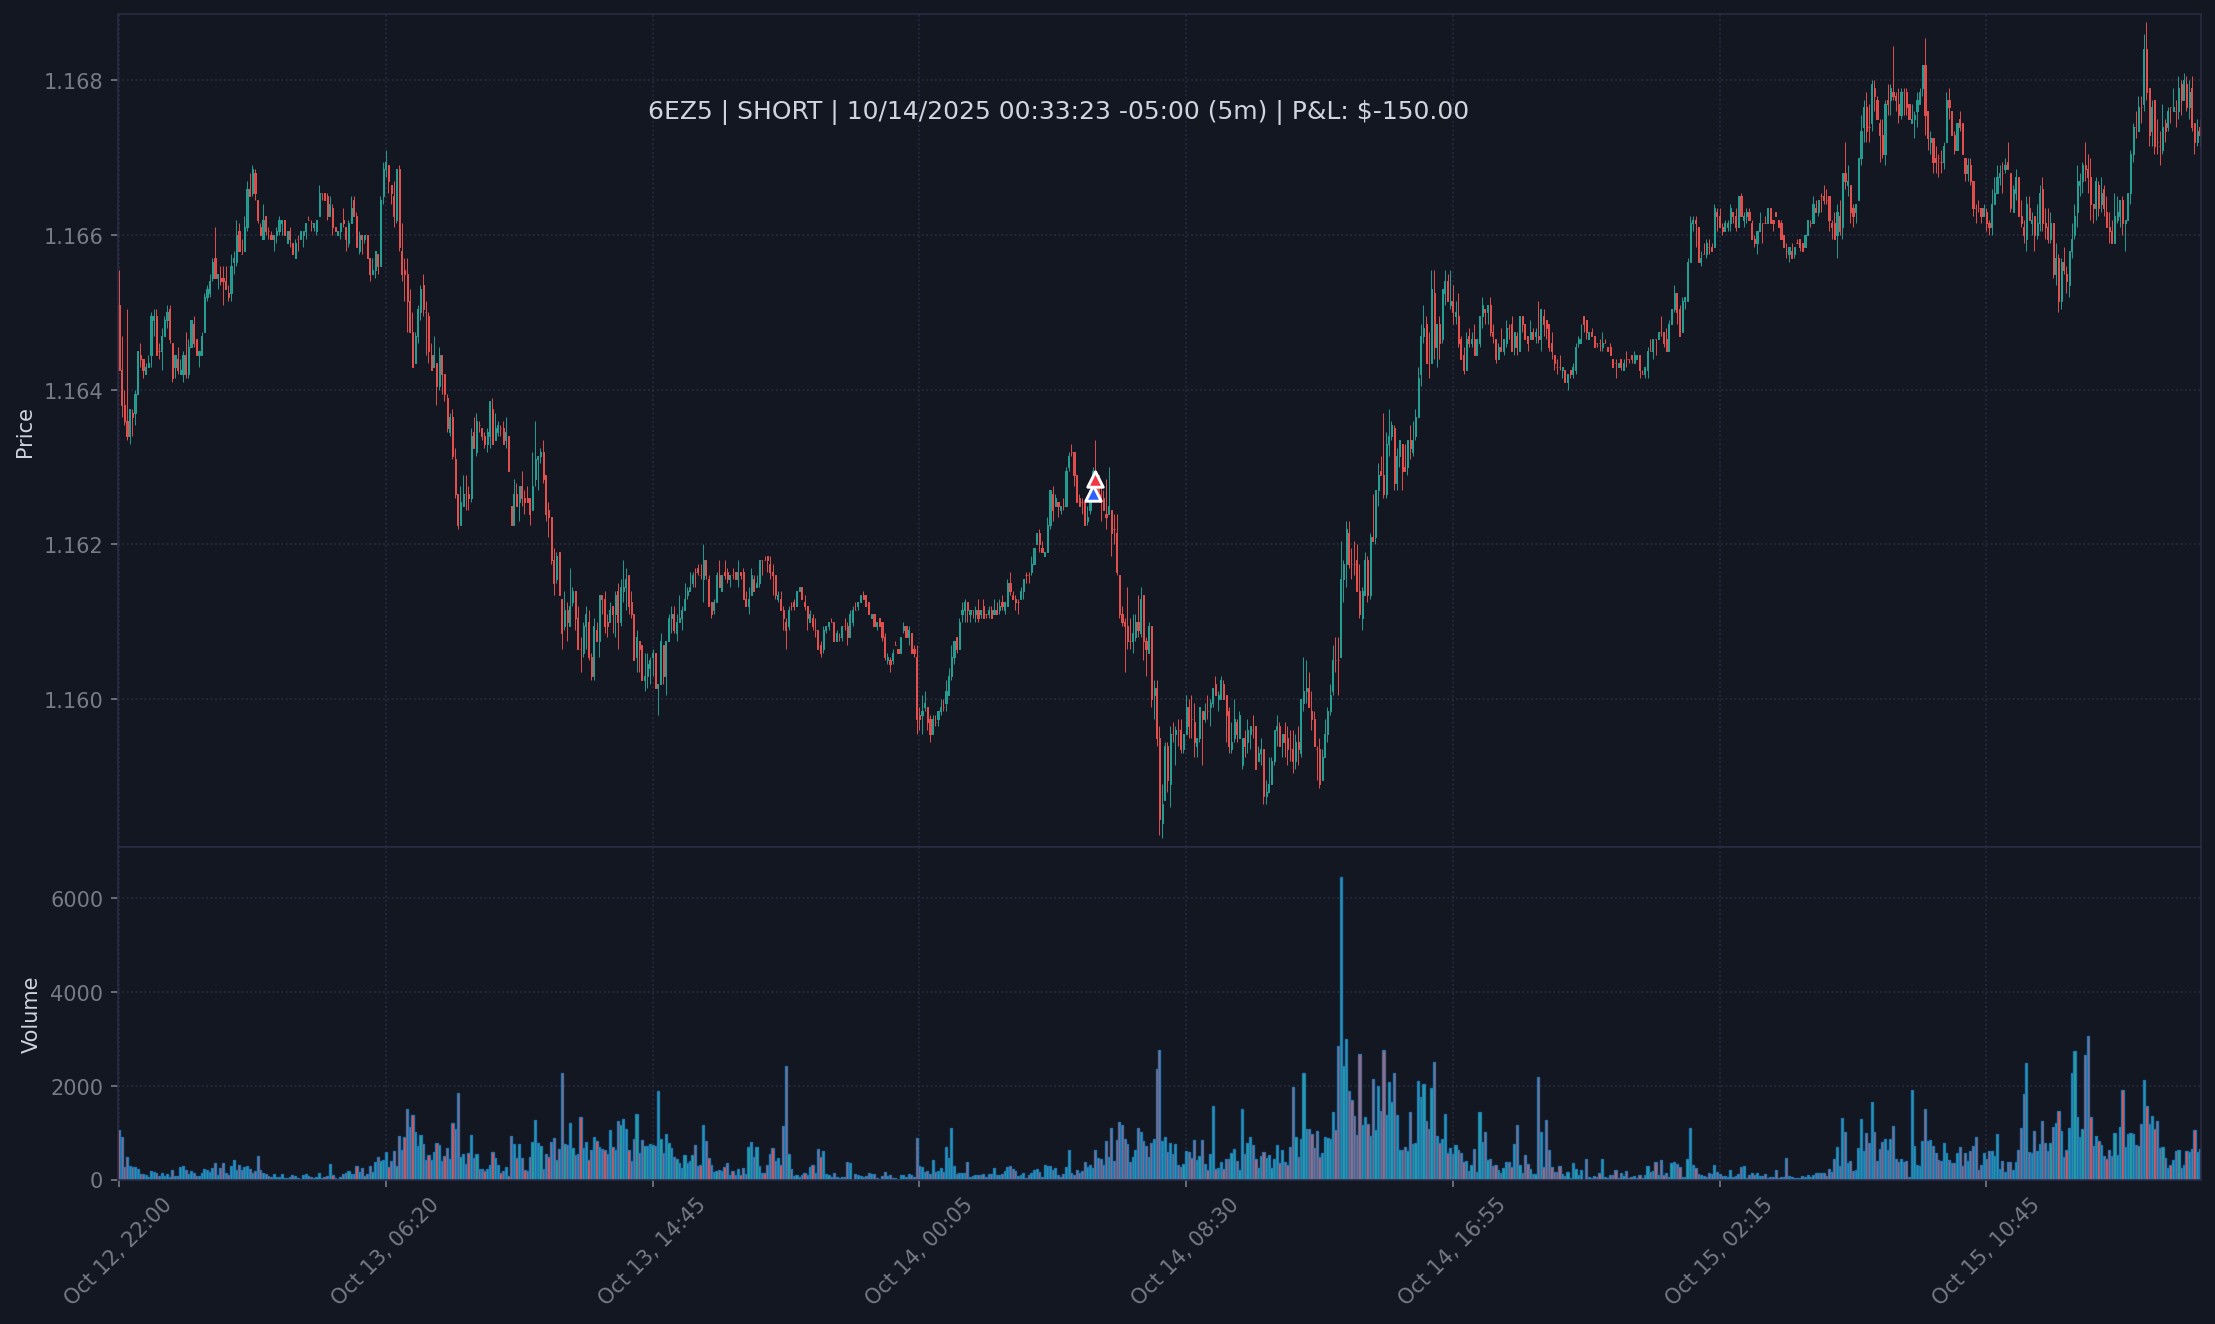 6EZ5 | SHORT | 10/14/2025 00:33:23 -05:00 (5m) | P&L: $-150.00
Price
1.168
1.166
1.164
1.162
1.160
Volume
6000
4000
2000
0
Oct 12, 22:00
Oct 13, 06:20
Oct 13, 14:45
Oct 14, 00:05
Oct 14, 08:30
Oct 14, 16:55
Oct 15, 02:15
Oct 15, 10:45